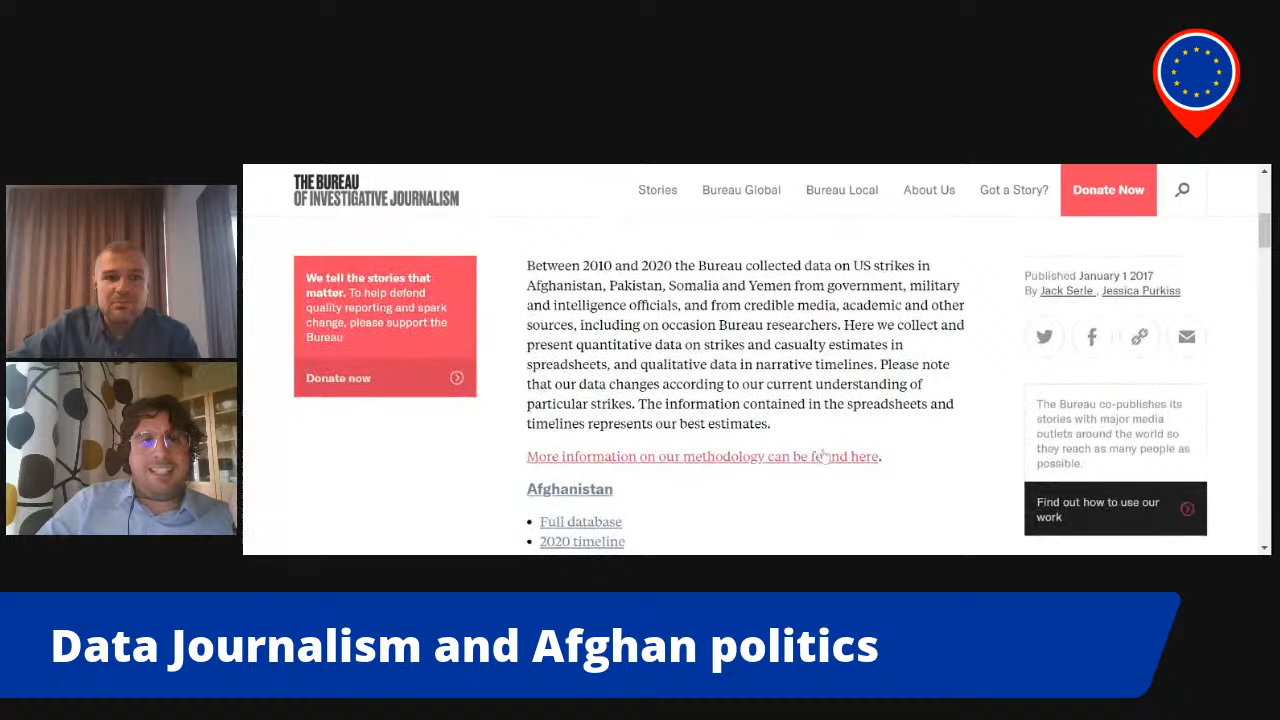 THE BUREAU
OF INVESTIGATIVE JOURNALISM
Stories Bureau Global Bureau Local About Us Got a Story? Donate Now
We tell the stories that
matter. To help defend
quality reporting and spark
change, please support the
Bureau
Donate now
Between 2010 and 2020 the Bureau collected data on US strikes in
Afghanistan, Pakistan, Somalia and Yemen from government, military
and intelligence officials, and from credible media, academic and other
sources, including on occasion Bureau researchers. Here we collect and
present quantitative data on strikes and casualty estimates in
spreadsheets, and qualitative data in narrative timelines. Please note
that our data changes according to our current understanding of
particular strikes. The information contained in the spreadsheets and
timelines represents our best estimates.
More information on our methodology can be found here.
Afghanistan
• Full database
• 2020 timeline
Published January 1 2017
By Jack Serle , Jessica Purkiss
The Bureau co-publishes its
stories with major media
outlets around the world so
they reach as many people as
possible.
Find out how to use our
work
Data Journalism and Afghan politics